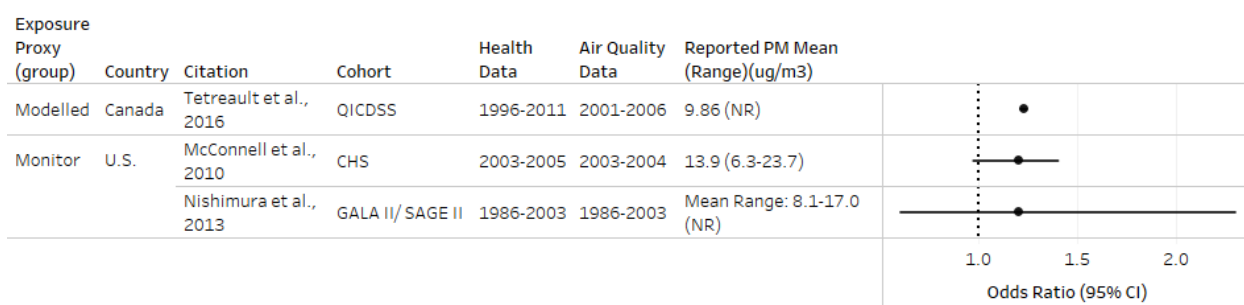 Exposure
Proxy
(group)
Country
Citation
Cohort
Health
Data
Air Quality
Data
Reported PM Mean
(Range)(ug/m3)
Modelled
Canada
Tetreault et al.,
2016
QICDSS
1996-2011
2001-2006
9.86 (NR)
Monitor
U.S.
McConnell et al.,
2010
CHS
2003-2005
2003-2004
13.9 (6.3-23.7)
Nishimura et al.,
2013
GALA II/ SAGE II
1986-2003
1986-2003
Mean Range: 8.1-17.0
(NR)
1.0
1.5
2.0
Odds Ratio (95% CI)